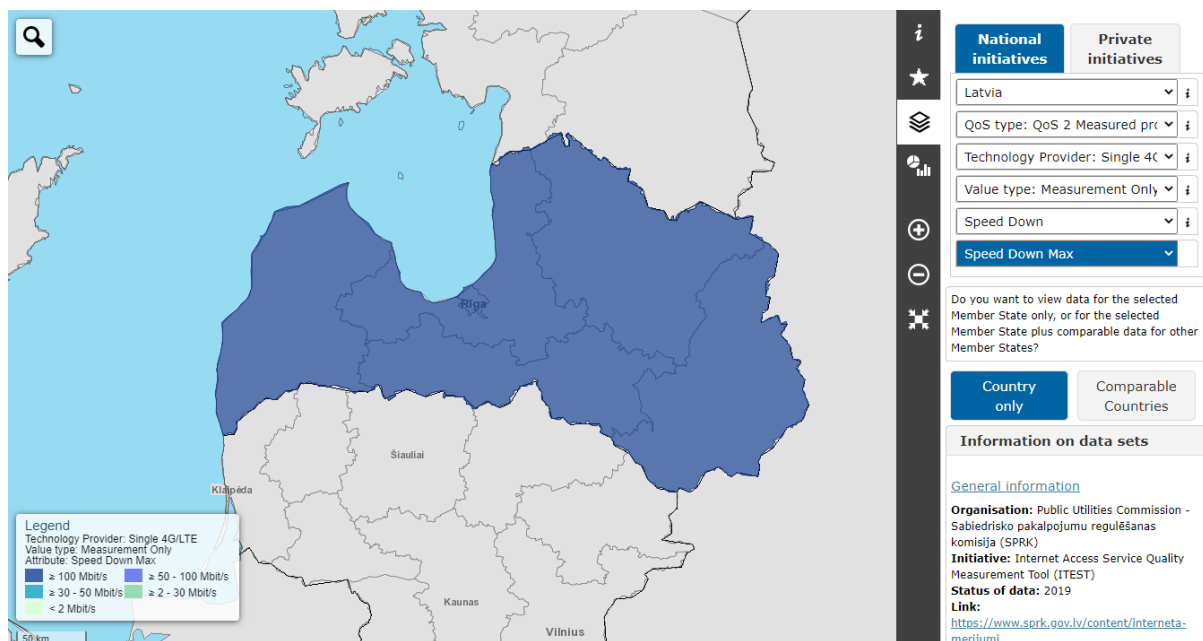 Rīga
Šiauliai
Klaipėda
Kaunas
Vilnius
Legend
Technology Provider: Single 4G/LTE
Value type: Measurement Only
Attribute: Speed Down Max
≥ 100 Mbit/s
≥ 50 - 100 Mbit/s
≥ 30 - 50 Mbit/s
≥ 2 - 30 Mbit/s
< 2 Mbit/s
50 km
i
National
initiatives
Private
initiatives
Latvia
i
QoS type: QoS 2 Measured pro
i
Technology Provider: Single 4G
i
Value type: Measurement Only
i
Speed Down
i
Speed Down Max
Do you want to view data for the selected
Member State only, or for the selected
Member State plus comparable data for other
Member States?
Country
only
Comparable
Countries
Information on data sets
General information
Organisation: Public Utilities Commission -
Sabiedrisko pakalpojumu regulēšanas
komisija (SPRK)
Initiative: Internet Access Service Quality
Measurement Tool (ITEST)
Status of data: 2019
Link:
https://www.sprk.gov.lv/content/interneta-
merijumi